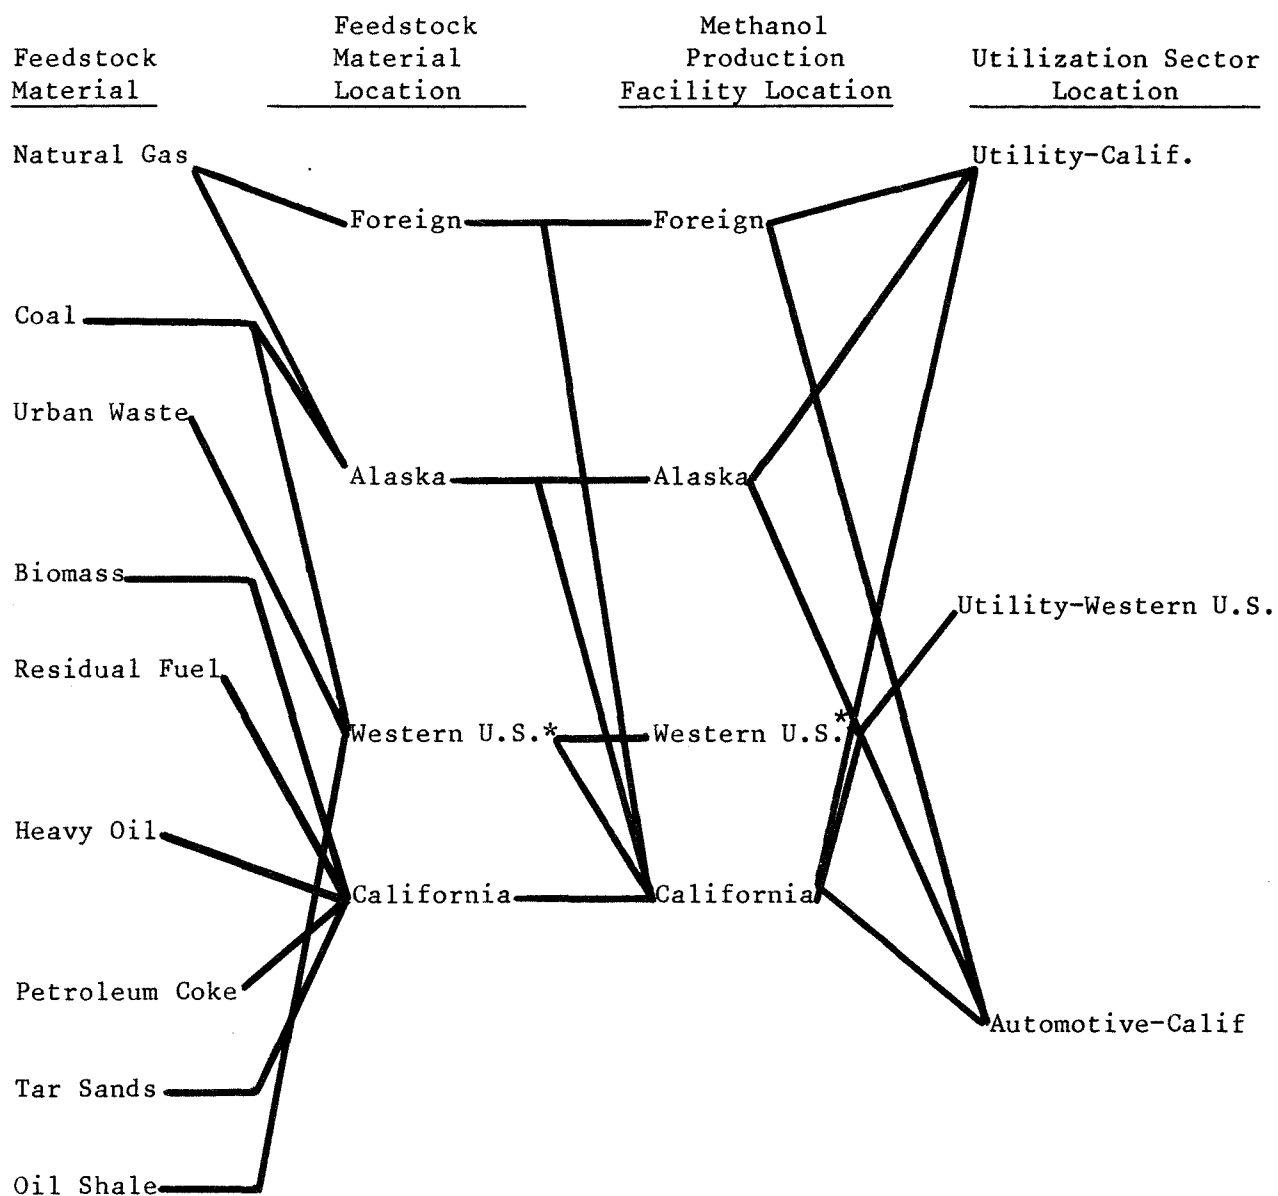 Feedstock
Material
Feedstock
Material
Location
Methanol
Production
Facility Location
Utilization Sector
Location
Natural Gas
Utility-Calif.
Foreign
Foreign
Coal
Urban Waste
Alaska
Alaska
Biomass
Utility-Western U.S.
Residual Fuel
Western U.S.*
Western U.S.*
Heavy Oil
California
California
Petroleum Coke
Automotive-Calif
Tar Sands
Oil Shale